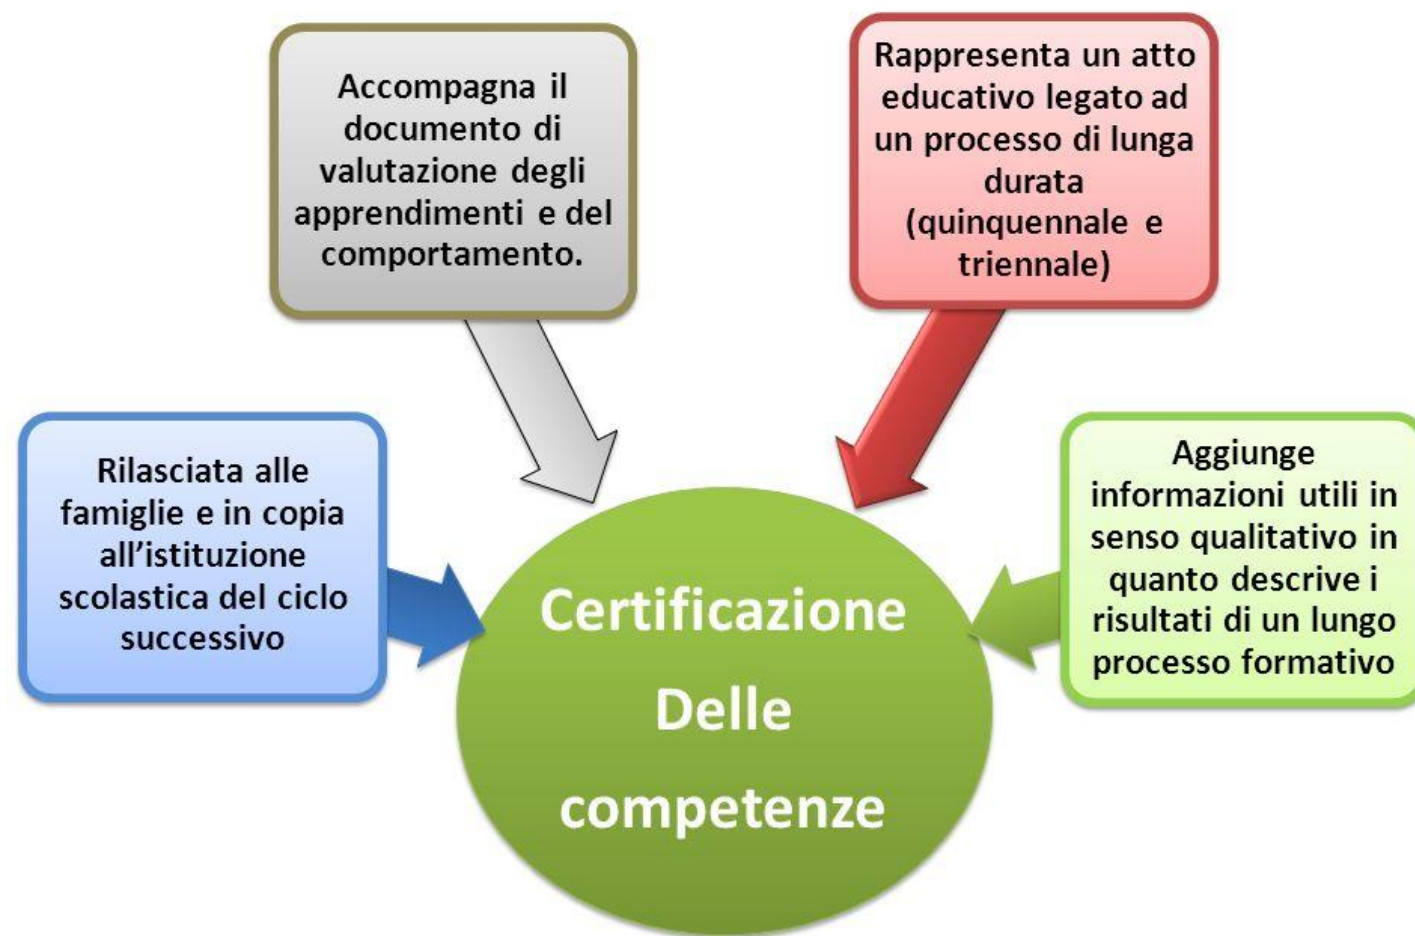 Accompagna il
documento di
valutazione degli
apprendimenti e del
comportamento.
Rappresenta un atto
educativo legato ad
un processo di lunga
durata
(quinquennale e
triennale)
Rilasciata alle
famiglie e in copia
all’istituzione
scolastica del ciclo
successivo
Aggiunge
informazioni utili in
senso qualitativo in
quanto descrive i
risultati di un lungo
processo formativo
Certificazione
Delle
competenze